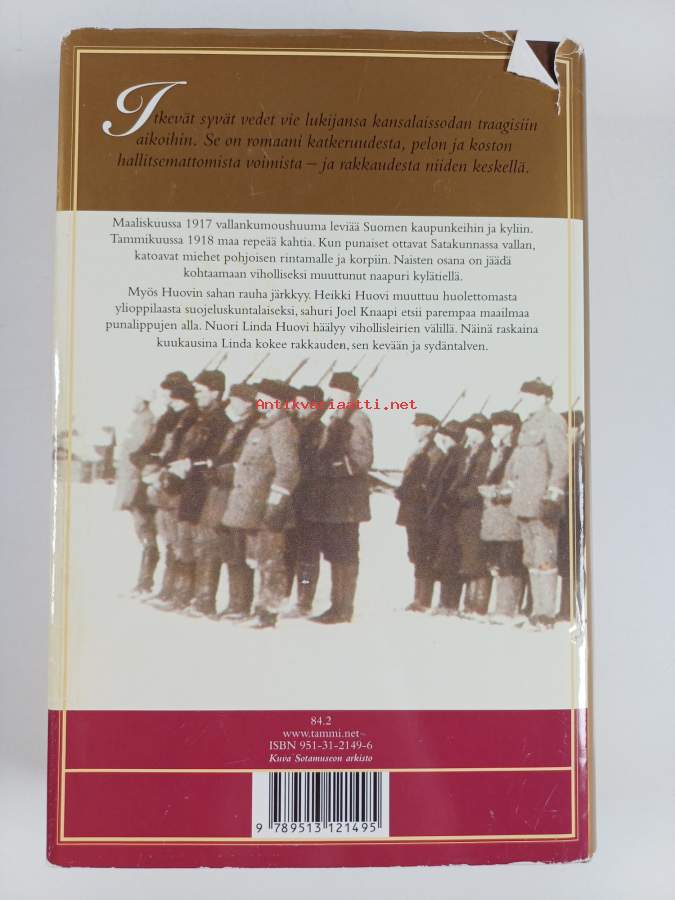 Itkevät syvät vedet vie lukijansa kansalaissodan traagisiin
aikoihin. Se on romaani katkeruudesta, pelon ja koston
hallitsemattomista voimista – ja rakkaudesta niiden keskellä.
Maaliskuussa 1917 vallankumoushuuma leviää Suomen kaupunkeihin ja kyliin.
Tammikuussa 1918 maa repeää kahtia. Kun punaiset ottavat Satakunnassa vallan,
katoavat miehet pohjoisen rintamalle ja korpiin. Naisten osana on jäädä
kohtaamaan viholliseksi muuttunut naapuri kylätiellä.
Myös Huovin sahan rauha järkkyy. Heikki Huovi muuttuu huolettomasta
ylioppilaasta suojeluskuntalaiseksi, sahuri Joel Knaapi etsii parempaa maailmaa
punalippujen alla. Nuori Linda Huovi häälyy vihollisleirien välillä. Näinä raskaina
kuukausina Linda kokee rakkauden, sen kevään ja sydäntalven.
Antikvariaatti.net
84.2
www.tammi.net~
ISBN 951-31-2149-6
Kuva Sotamuseon arkisto
9 789513 121495